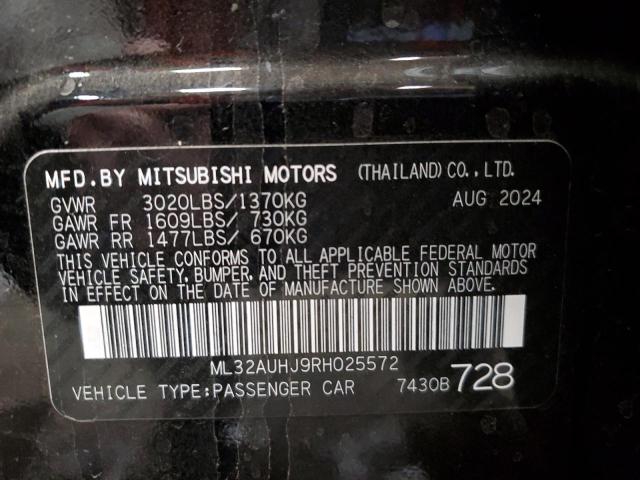 MFD.BY MITSUBISHI MOTORS (THAILAND)CO.,LTD.
GVWR 3020LBS/1370KG AUG 2024
GAWR FR 1609LBS/ 730KG
GAWR RR 1477LBS/ 670KG
THIS VEHICLE CONFORMS TO ALL APPLICABLE FEDERAL MOTOR
VEHICLE SAFETY, BUMPER, AND THEFT PREVENTION STANDARDS
IN EFFECT ON THE DATE OF MANUFACTURE SHOWN ABOVE.
ML32AUHJ9RH025572
VEHICLE TYPE:PASSENGER CAR 7430B 728